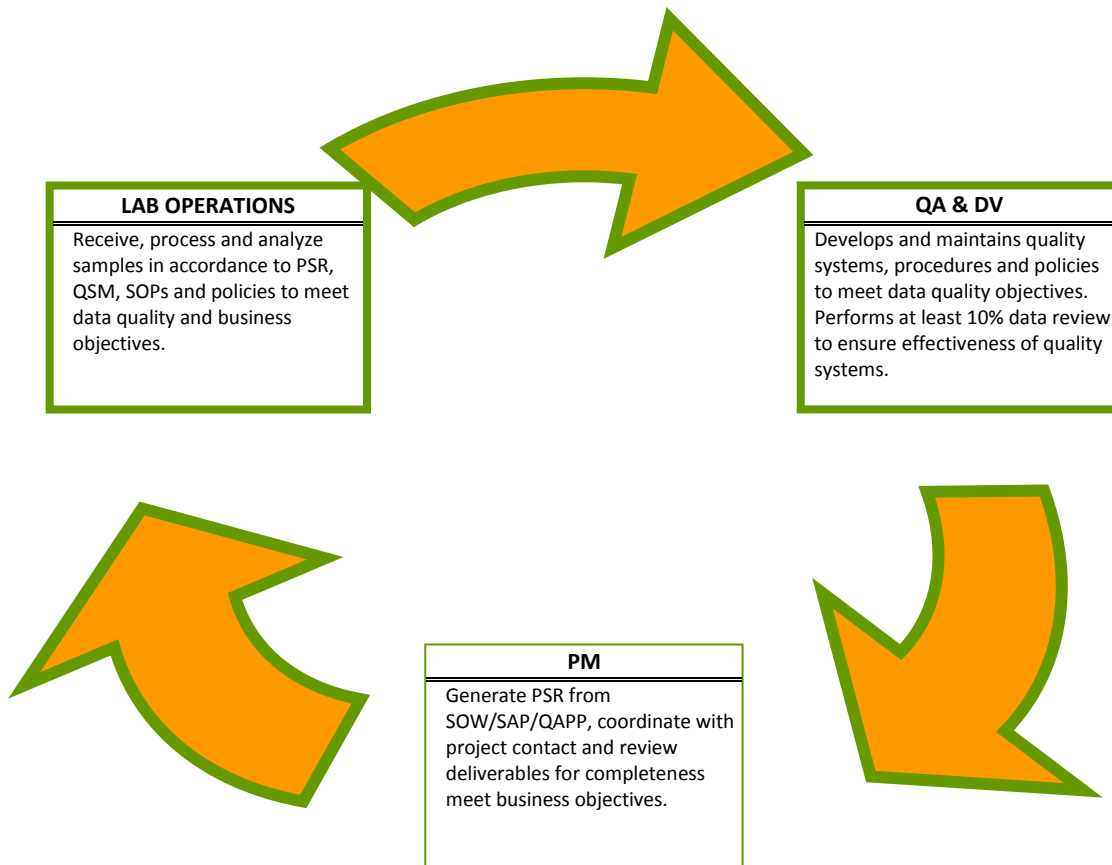 LAB OPERATIONS
Receive, process and analyze
samples in accordance to PSR,
QSM, SOPs and policies to meet
data quality and business
objectives.
QA & DV
Develops and maintains quality
systems, procedures and policies
to meet data quality objectives.
Performs at least 10% data review
to ensure effectiveness of quality
systems.
PM
Generate PSR from
SOW/SAP/QAPP, coordinate with
project contact and review
deliverables for completeness
meet business objectives.